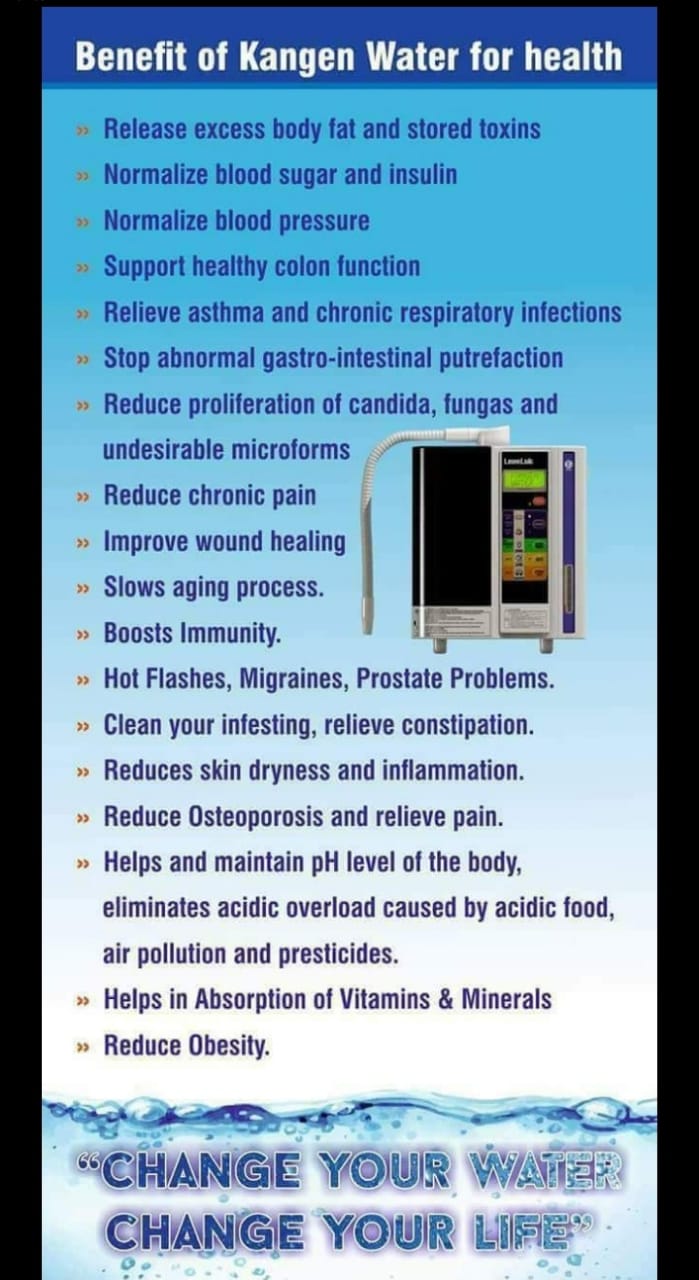 Benefit of Kangen Water for health
» Release excess body fat and stored toxins
» Normalize blood sugar and insulin
» Normalize blood pressure
» Support healthy colon function
» Relieve asthma and chronic respiratory infections
» Stop abnormal gastro-intestinal putrefaction
» Reduce proliferation of candida, fungas and
undesirable microforms
» Reduce chronic pain
» Improve wound healing
» Slows aging process.
» Boosts Immunity.
» Hot Flashes, Migraines, Prostate Problems.
» Clean your infesting, relieve constipation.
» Reduces skin dryness and inflammation.
» Reduce Osteoporosis and relieve pain.
» Helps and maintain pH level of the body,
eliminates acidic overload caused by acidic food,
air pollution and presticides.
» Helps in Absorption of Vitamins & Minerals
» Reduce Obesity.
“CHANGE YOUR WATER
CHANGE YOUR LIFE”